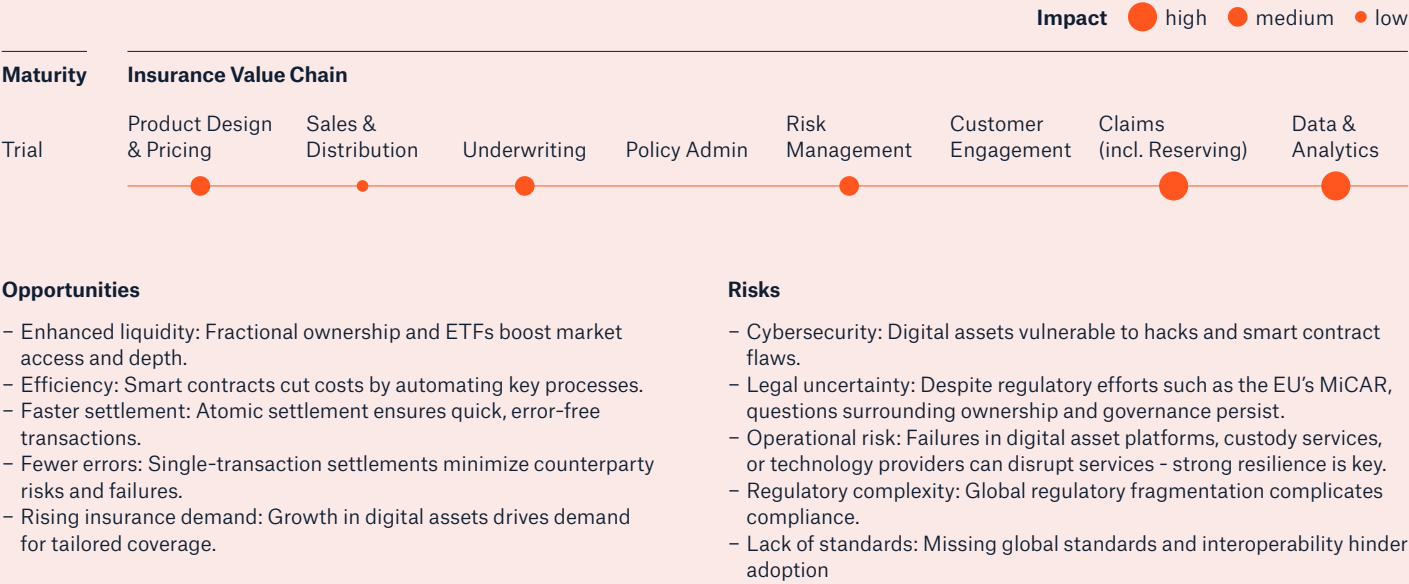 Impact high medium low
Maturity Insurance Value Chain
Trial
Product Design
& Pricing
Sales &
Distribution
Underwriting
Policy Admin
Risk
Management
Customer
Engagement
Claims
(incl. Reserving)
Data &
Analytics
Opportunities
– Enhanced liquidity: Fractional ownership and ETFs boost market
access and depth.
– Efficiency: Smart contracts cut costs by automating key processes.
– Faster settlement: Atomic settlement ensures quick, error-free
transactions.
– Fewer errors: Single-transaction settlements minimize counterparty
risks and failures.
– Rising insurance demand: Growth in digital assets drives demand
for tailored coverage.
Risks
– Cybersecurity: Digital assets vulnerable to hacks and smart contract
flaws.
– Legal uncertainty: Despite regulatory efforts such as the EU's MiCAR,
questions surrounding ownership and governance persist.
– Operational risk: Failures in digital asset platforms, custody services,
or technology providers can disrupt services - strong resilience is key.
– Regulatory complexity: Global regulatory fragmentation complicates
compliance.
– Lack of standards: Missing global standards and interoperability hinder
adoption